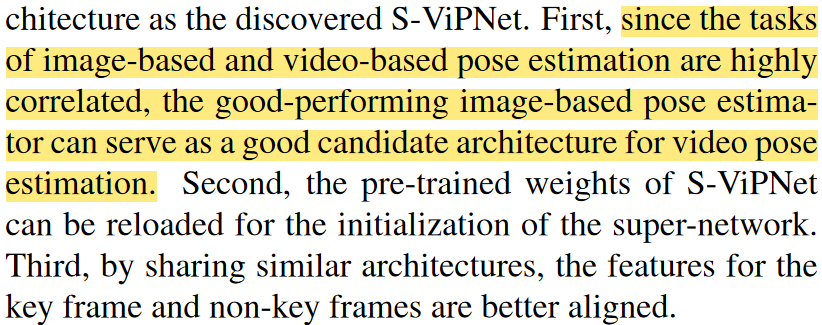 chitecture as the discovered S-ViPNet. First, since the tasks
of image-based and video-based pose estimation are highly
correlated, the good-performing image-based pose estima-
tor can serve as a good candidate architecture for video pose
estimation. Second, the pre-trained weights of S-ViPNet
can be reloaded for the initialization of the super-network.
Third, by sharing similar architectures, the features for the
key frame and non-key frames are better aligned.